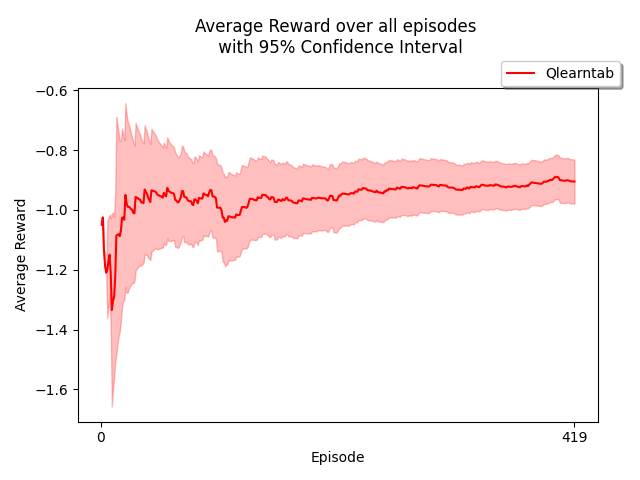 Average Reward over all episodes
with 95% Confidence Interval
Qlearntab
−0.6
−0.8
−1.0
−1.2
−1.4
−1.6
Average Reward
0
419
Episode